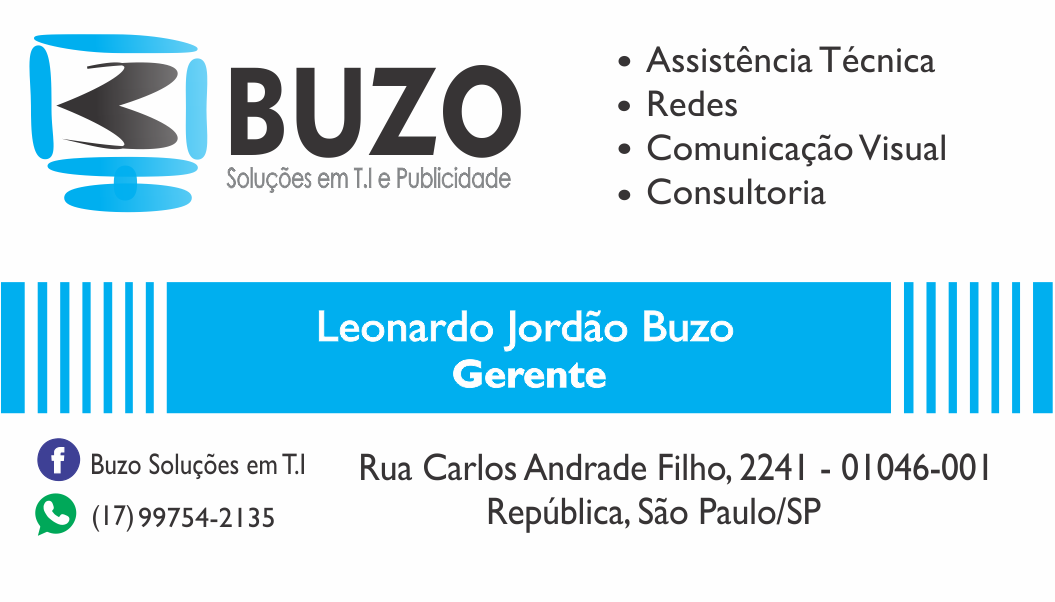 BUZO
Soluções em T.I e Publicidade
• Assistência Técnica
• Redes
• Comunicação Visual
• Consultoria
Leonardo Jordão Buzo
Gerente
Buzo Soluções em T.I
(17) 99754-2135
Rua Carlos Andrade Filho, 2241 - 01046-001
República, São Paulo/SP